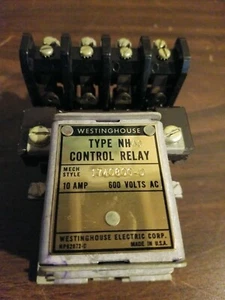 WESTINGHOUSE
TYPE NH
CONTROL RELAY
MECH STYLE
10 AMP 600 VOLTS AC
WESTINGHOUSE ELECTRIC CORP.
MADE IN U.S.A.